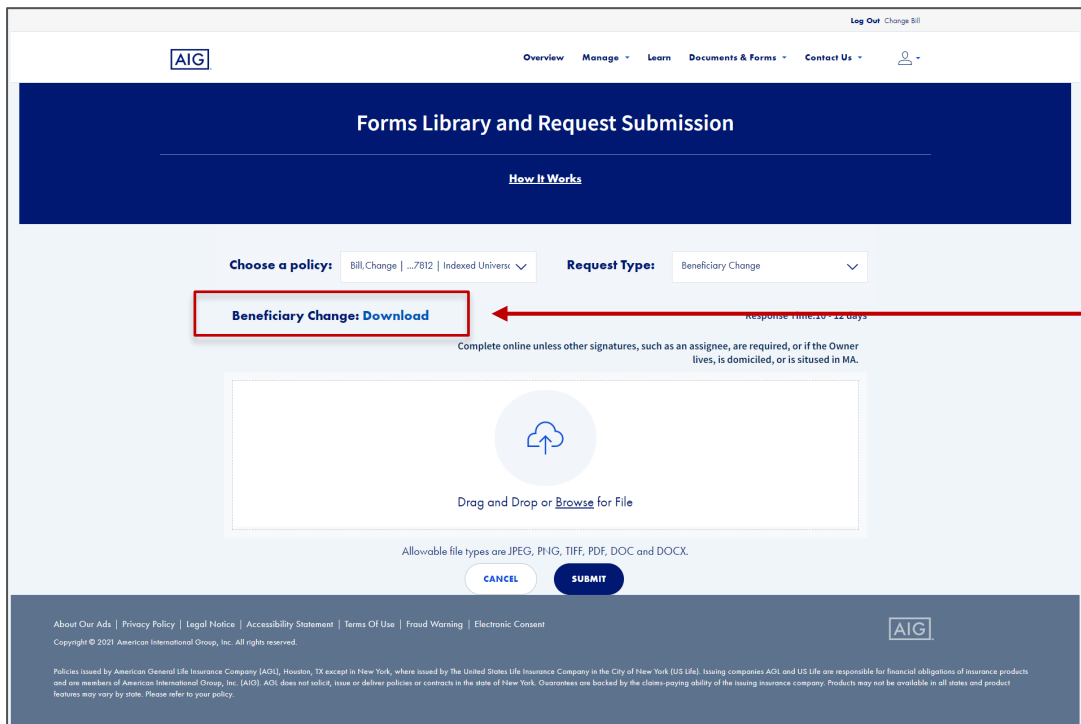 Log Out Change Bill
AIG
Overview Manage Learn Documents & Forms Contact Us
Forms Library and Request Submission
How It Works
Choose a policy: Bill,Change | ...7812 | Indexed Universa Request Type: Beneficiary Change
Beneficiary Change: Download
Response Time:10 - 12 days
Complete online unless other signatures, such as an assignee, are required, or if the Owner
lives, is domiciled, or is sitused in MA.
Drag and Drop or Browse for File
Allowable file types are JPEG, PNG, TIFF, PDF, DOC and DOCX.
CANCEL SUBMIT
About Our Ads | Privacy Policy | Legal Notice | Accessibility Statement | Terms Of Use | Fraud Warning | Electronic Consent
AIG
Copyright © 2021 American International Group, Inc. All rights reserved.
Policies issued by American General Life Insurance Company (AGL), Houston, TX except in New York, where issued by The United States Life Insurance Company in the City of New York (US Life). Issuing companies AGL and US Life are responsible for financial obligations of insurance products
and are members of American International Group, Inc. (AIG). AGL does not solicit, issue or deliver policies or contracts in the state of New York. Guarantees are backed by the claims-paying ability of the issuing insurance company. Products may not be available in all states and product
features may vary by state. Please refer to your policy.